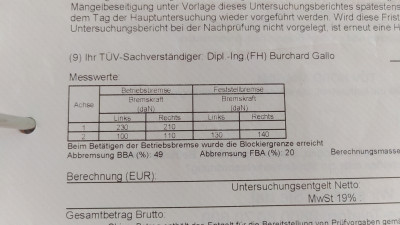 Mängelbeseitigung unter Vorlage dieses Untersuchungsberichtes spätestens
dem Tag der Hauptuntersuchung wieder vorgeführt werden. Wird diese Frist
Untersuchungsbericht bei der Nachprüfung nicht vorgelegt, ist erneut eine H
(9) Ihr TÜV-Sachverständiger: Dipl.-Ing (FH) Burchard Gallo
Messwerte:
Achse Betriebsbremse Feststellbremse
Bremskraft Bremskraft
(daN) (daN)
Links Rechts Links Rechts
1 230 210
2 100 110 130 140
Beim Betätigen der Betriebsbremse wurde die Blockiergrenze erreicht
Abbremsung BBA (%): 49 Abbremsung FBA (%): 20 Berechnungsmasse
Berechnung (EUR):
Untersuchungsentgelt Netto:
MwSt 19% :
Gesamtbetrag Brutto: